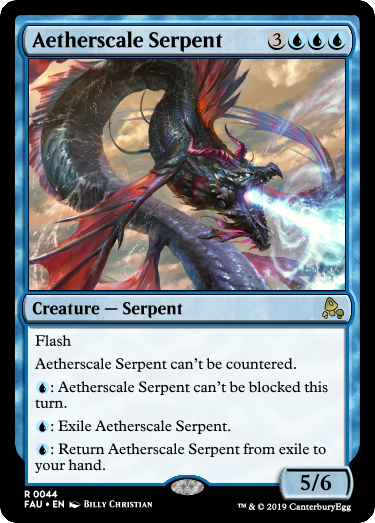 Aetherscale Serpent 3
Creature — Serpent
Flash
Aetherscale Serpent can't be countered.
: Aetherscale Serpent can't be blocked this
turn.
: Exile Aetherscale Serpent.
: Return Aetherscale Serpent from exile to
your hand.
5/6
R 0044
FAU • EN Billy Christian
™ & © 2019 CanterburyEgg